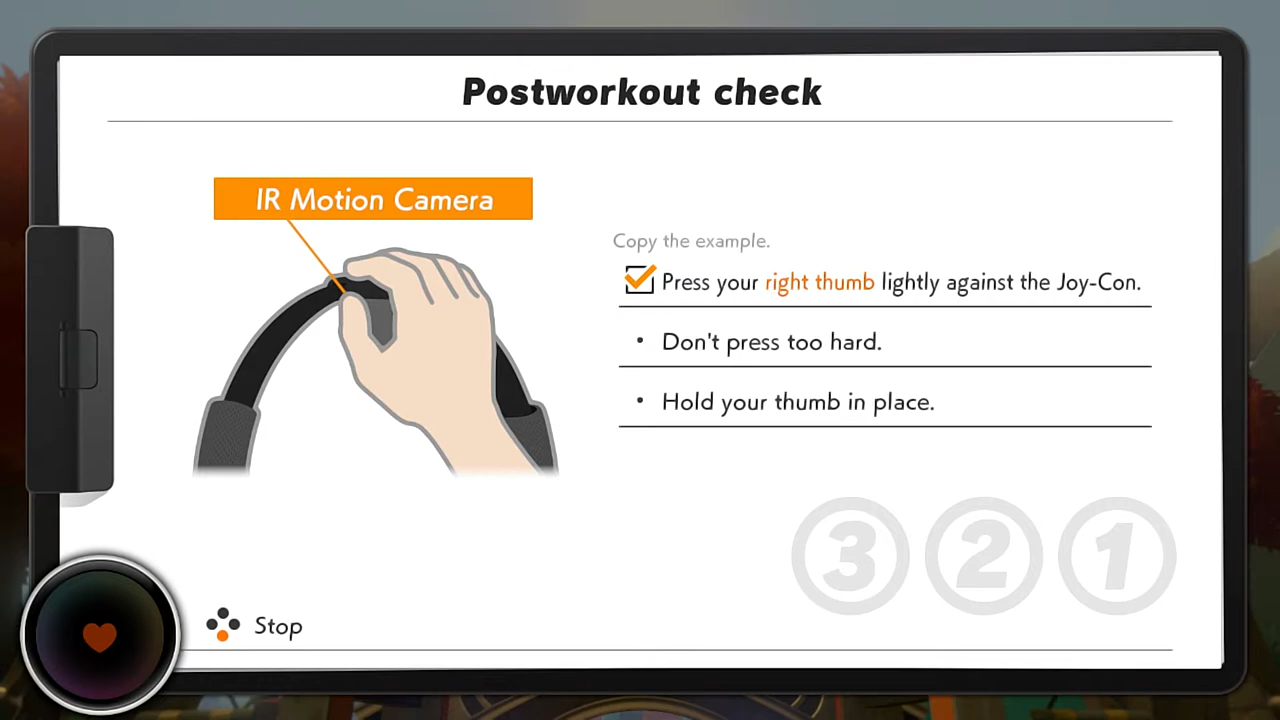 Postworkout check
IR Motion Camera
Copy the example.
Press your right thumb lightly against the Joy-Con.
• Don't press too hard.
• Hold your thumb in place.
3 2 1
Stop